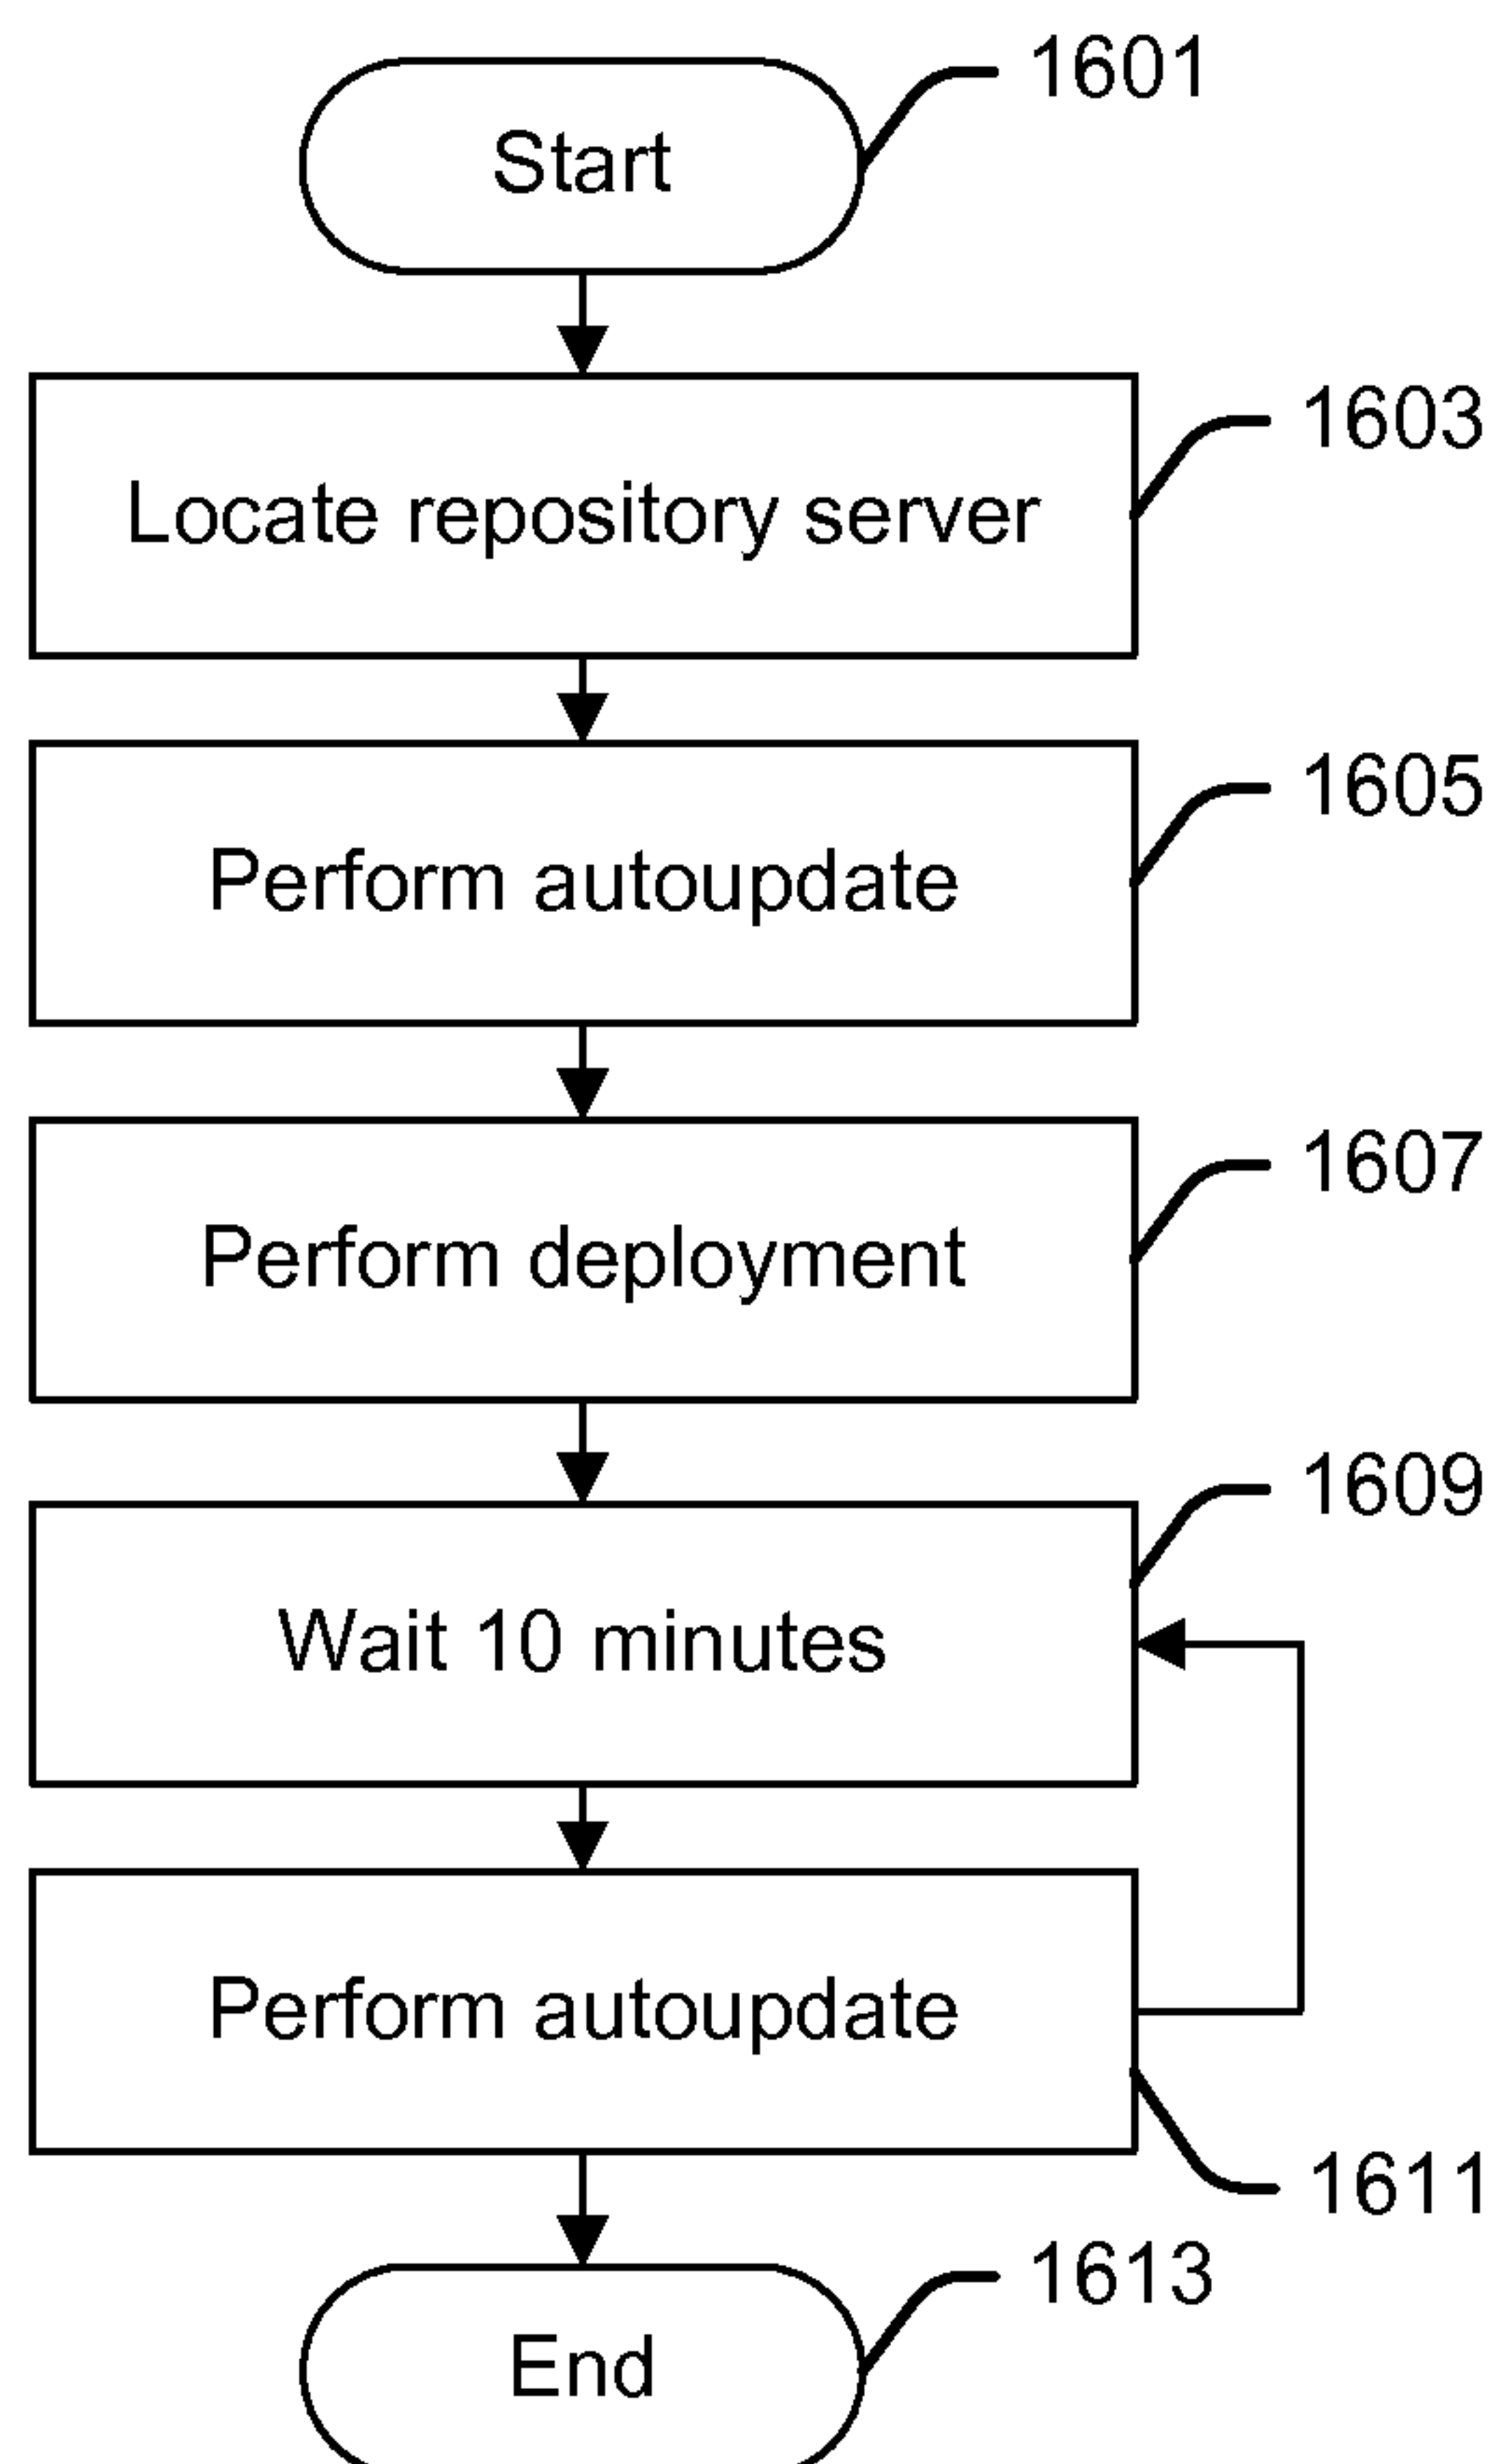 1601
Start
1603
Locate repository server
1605
Perform autoupdate
1607
Perform deployment
1609
Wait 10 minutes
Perform autoupdate
1611
1613
End